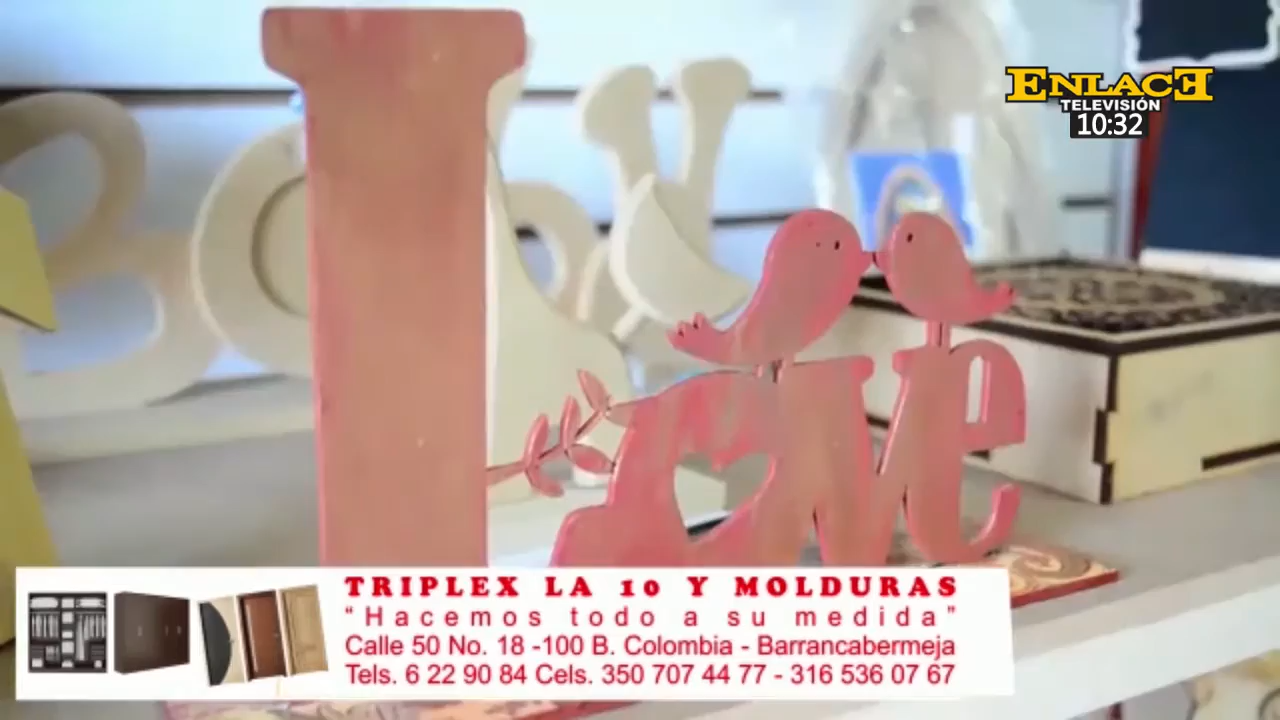 ENLACE
TELEVISIÓN
10:32
Love
TRIPLEX LA 10 Y MOLDURAS
"Hacemos todo a su medida"
Calle 50 No. 18 -100 B. Colombia - Barrancabermeja
Tels. 6 22 90 84 Cels. 350 707 44 77 - 316 536 07 67